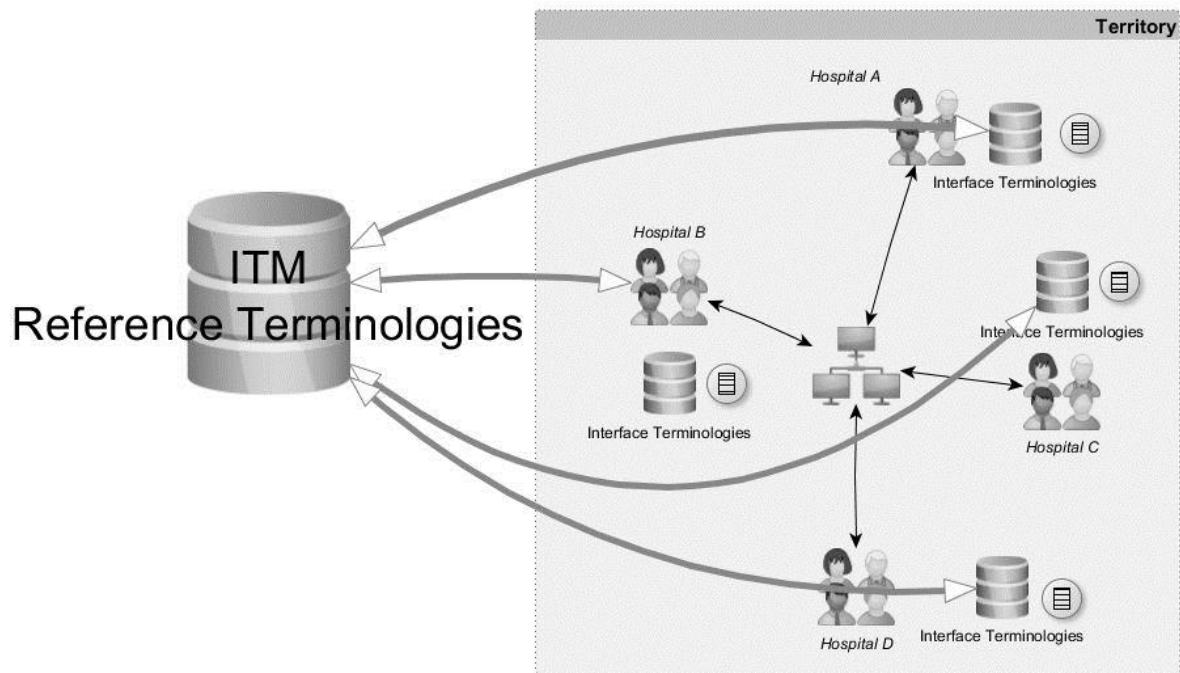 Territory
Hospital A
Interface Terminologies
ITM
Reference Terminologies
Hospital B
Interface Terminologies
Interface Terminologies
Hospital C
Hospital D
Interface Terminologies